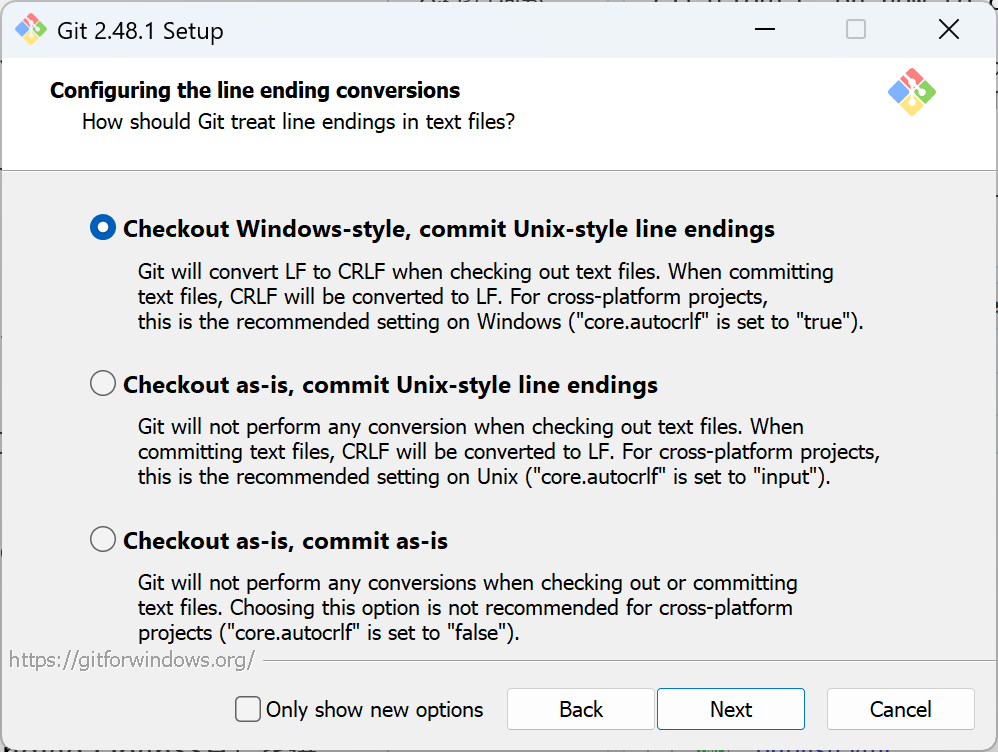 Git 2.48.1 Setup
Configuring the line ending conversions
How should Git treat line endings in text files?
Checkout Windows-style, commit Unix-style line endings
Git will convert LF to CRLF when checking out text files. When committing
text files, CRLF will be converted to LF. For cross-platform projects,
this is the recommended setting on Windows ("core.autocrlf" is set to "true").
Checkout as-is, commit Unix-style line endings
Git will not perform any conversion when checking out text files. When
committing text files, CRLF will be converted to LF. For cross-platform projects,
this is the recommended setting on Unix ("core.autocrlf" is set to "input").
Checkout as-is, commit as-is
Git will not perform any conversions when checking out or committing
text files. Choosing this option is not recommended for cross-platform
projects ("core.autocrlf" is set to "false").
https://gitforwindows.org/
Only show new options
Back
Next
Cancel